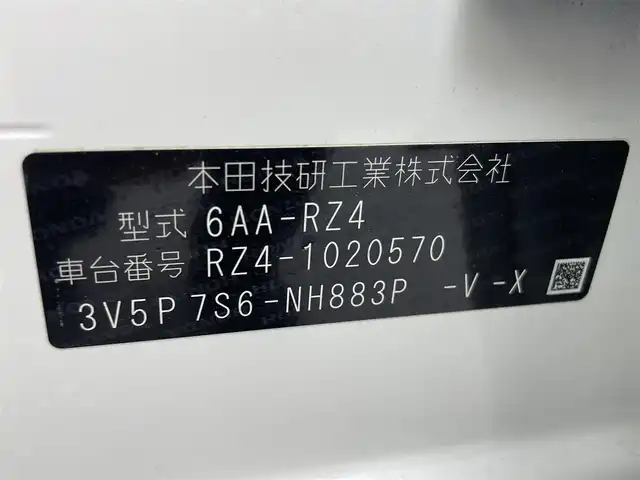 本田技研工業株式会社
型式 6AA-RZ4
車台番号 RZ4-1020570
3V5P 7S6-NH883P -V -X